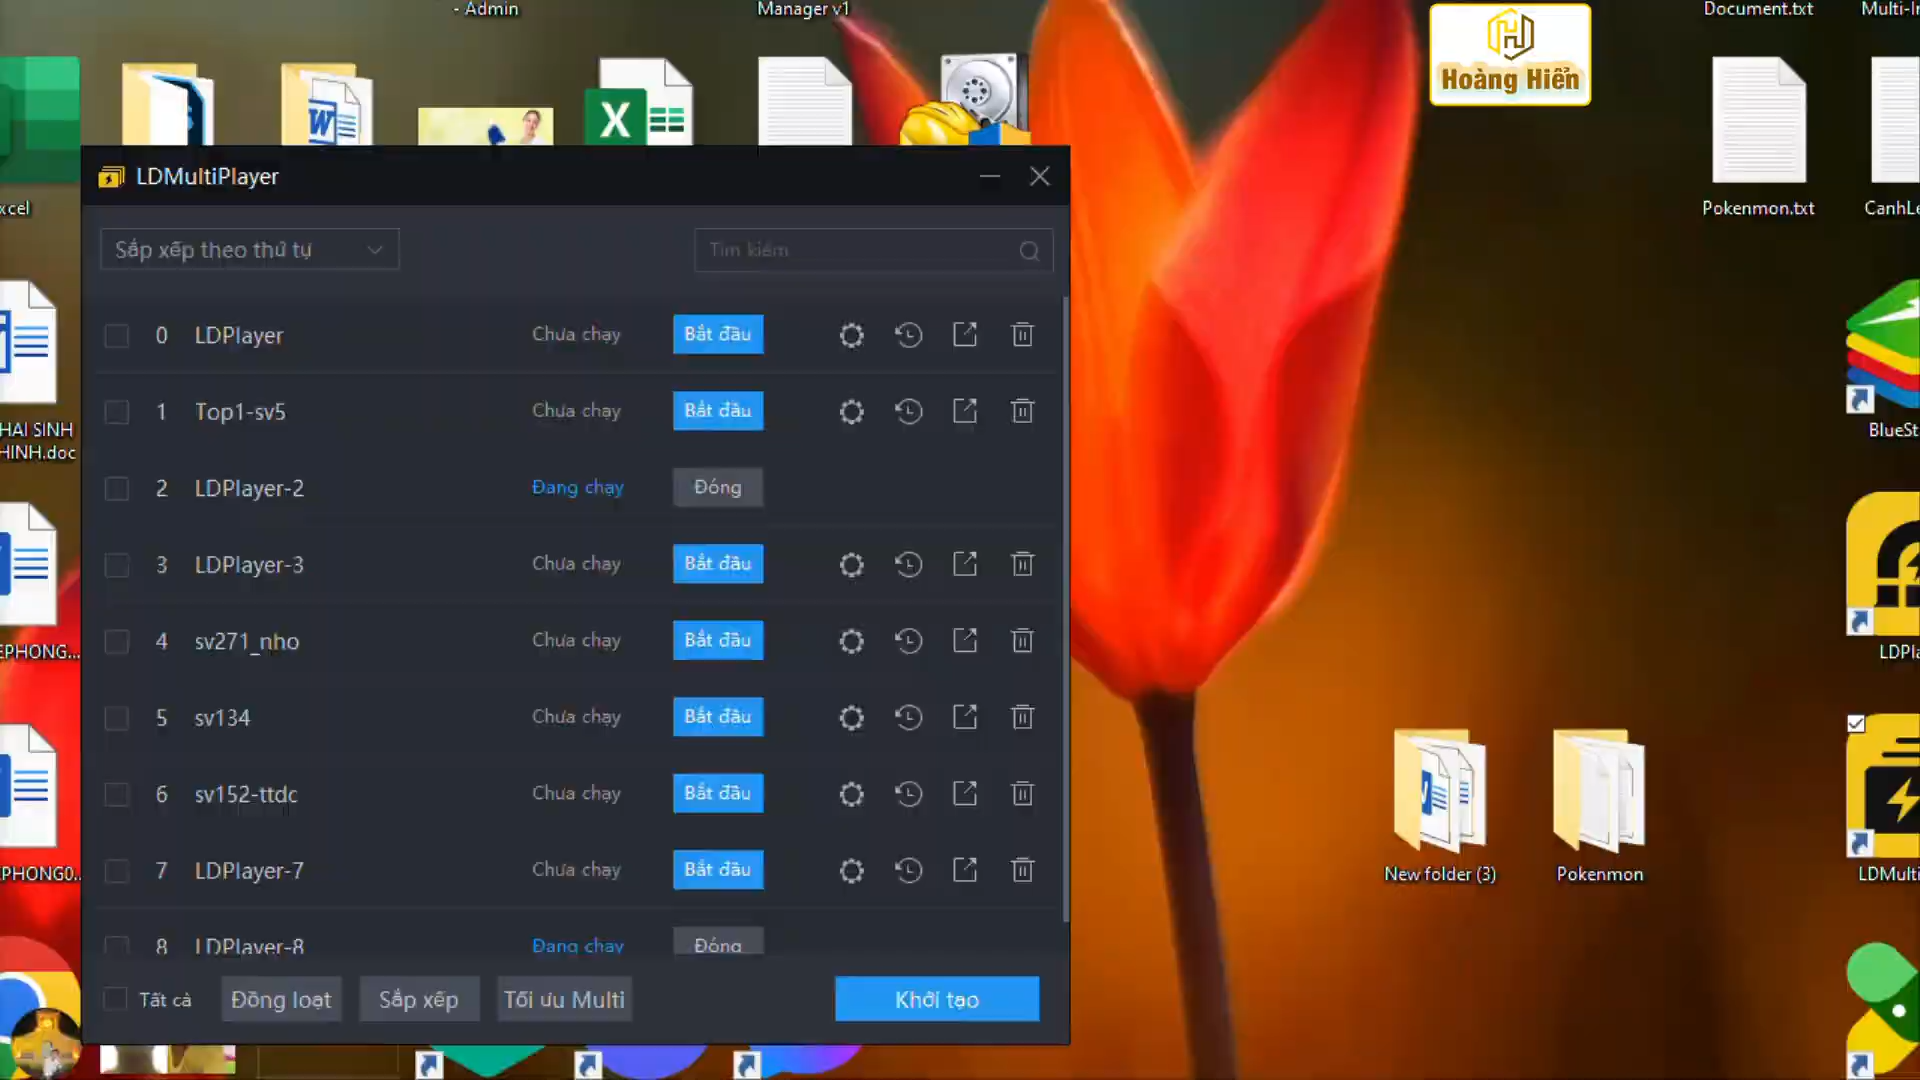 - Admin
Manager v1
Document.txt
Hoàng Hiển
Pokenmon.txt
LDMultiPlayer
Sắp xếp theo thứ tự
Tìm kiếm
0 LDPlayer Chưa chạy Bắt đầu
1 Top1-sv5 Chưa chạy Bắt đầu
2 LDPlayer-2 Đang chạy Đóng
3 LDPlayer-3 Chưa chạy Bắt đầu
4 sv271_nho Chưa chạy Bắt đầu
5 sv134 Chưa chạy Bắt đầu
6 sv152-ttdc Chưa chạy Bắt đầu
7 LDPlayer-7 Chưa chạy Bắt đầu
8 LDPlayer-8 Đang chạy Đóng
Tất cả
Đồng loạt
Sắp xếp
Tối ưu Multi
Khởi tạo
xcel
HAI SINH
HINH.doc
EPHONG...
PHONG0...
Multi-In
CanhLe
BlueSt
LDPla
New folder (3)
Pokenmon
LDMulti